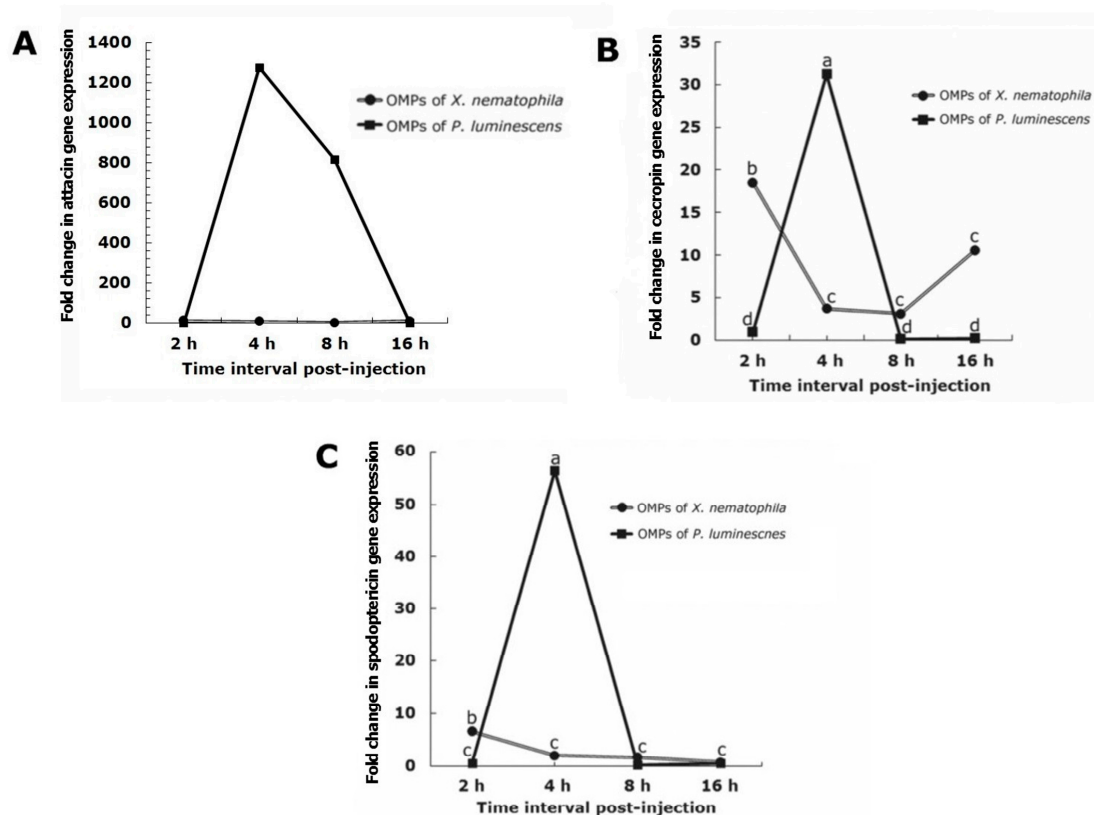 A
Fold change in attacin gene expression
1400
1200
1000
800
600
400
200
0
OMPs of X. nematophila
OMPs of P. luminescens
2 h 4 h 8 h 16 h
Time interval post-injection
B
Fold change in cecropin gene expression
35
30
25
20
15
10
5
0
a
b
c
c
c
d
d
d
OMPs of X. nematophila
OMPs of P. luminescens
2 h 4 h 8 h 16 h
Time interval post-injection
C
Fold change in spodoptericin gene expression
60
50
40
30
20
10
0
a
b
c
c
c
c
OMPs of X. nematophila
OMPs of P. luminescnes
2 h 4 h 8 h 16 h
Time interval post-injection